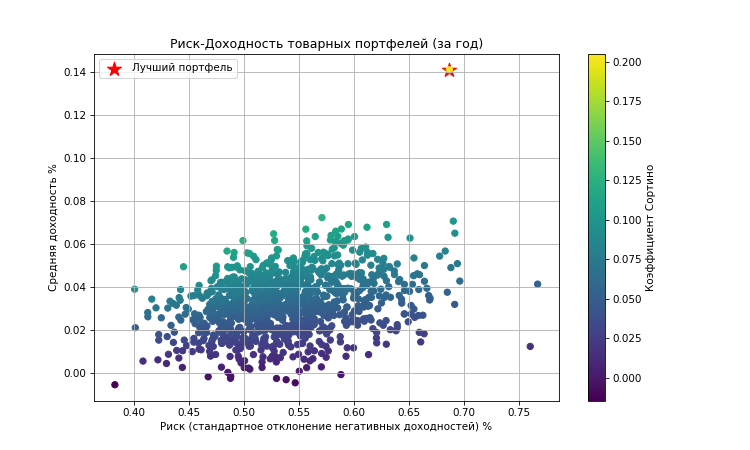 Риск-Доходность товарных портфелей (за год)
Лучший портфель
Средняя доходность %
0.14
0.12
0.10
0.08
0.06
0.04
0.02
0.00
0.40 0.45 0.50 0.55 0.60 0.65 0.70 0.75
Риск (стандартное отклонение негативных доходностей) %
0.200
0.175
0.150
0.125
0.100
0.075
0.050
0.025
0.000
Коэффициент Сортино